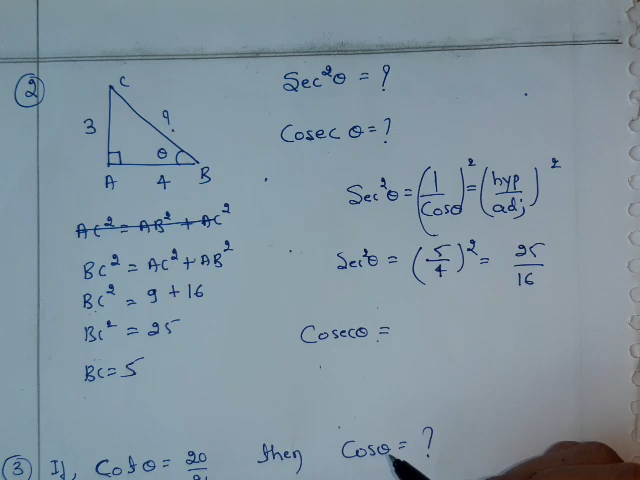 ②
C
3
?
θ
A 4 B
Sec²θ = ?
Cosec θ = ?
Sec²θ = (1/Cosθ)² = (hyp/adj)²
Sec²θ = (5/4)² = 25/16
AC² = AB² + AC²
BC² = AC² + AB²
BC² = 9 + 16
BC² = 25
BC = 5
Cosecθ =
③ If, Cotθ = 20/ then Cosθ = ?